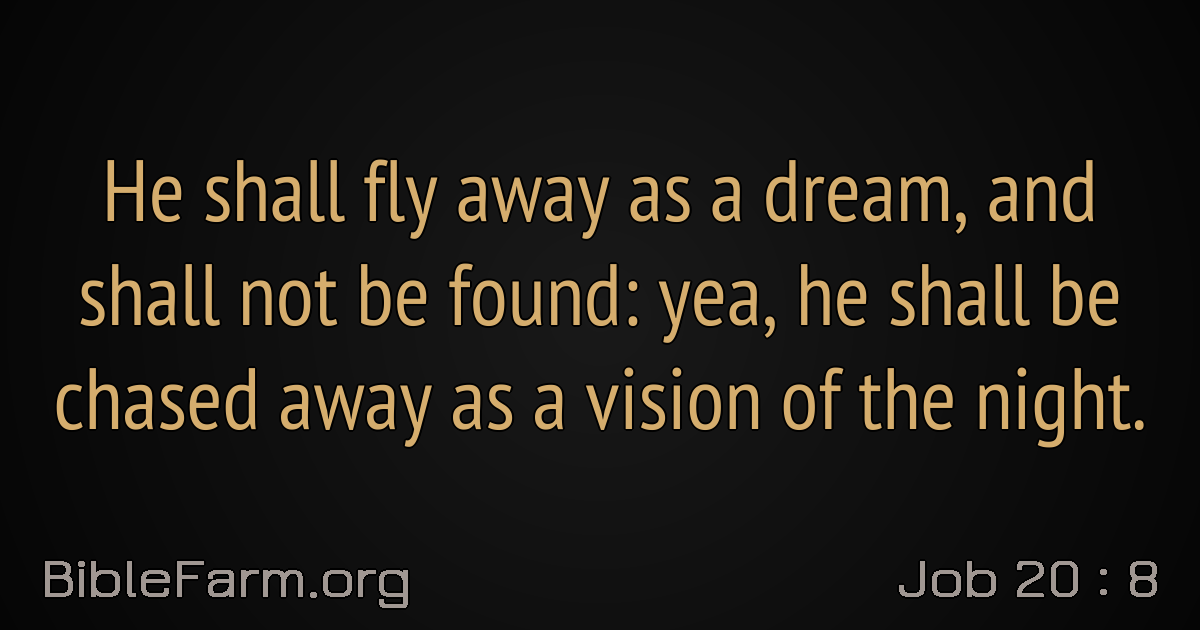 He shall fly away as a dream, and
shall not be found: yea, he shall be
chased away as a vision of the night.
BibleFarm.org
Job 20 : 8